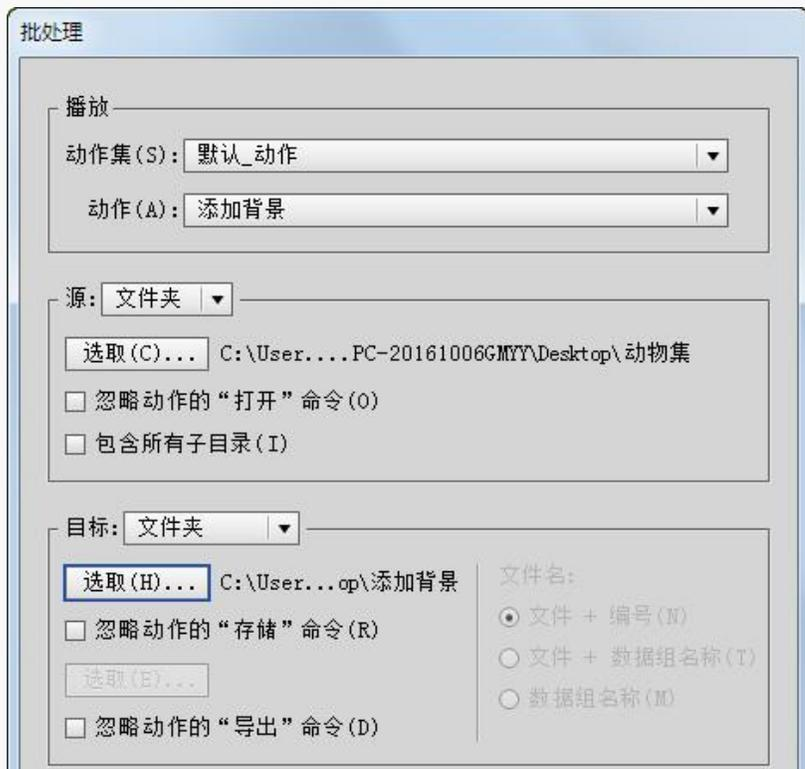 批处理
播放
动作集(S): 默认_动作
动作(A): 添加背景
源: 文件夹
选取(C)... C:\User....PC-20161006GMYY\Desktop\动物集
忽略动作的“打开”命令(O)
包含所有子目录(I)
目标: 文件夹
选取(H)... C:\User...op\添加背景
忽略动作的“存储”命令(R)
选取(E)...
忽略动作的“导出”命令(D)
文件名:
文件 + 编号(N)
文件 + 数据组名称(T)
数据组名称(M)